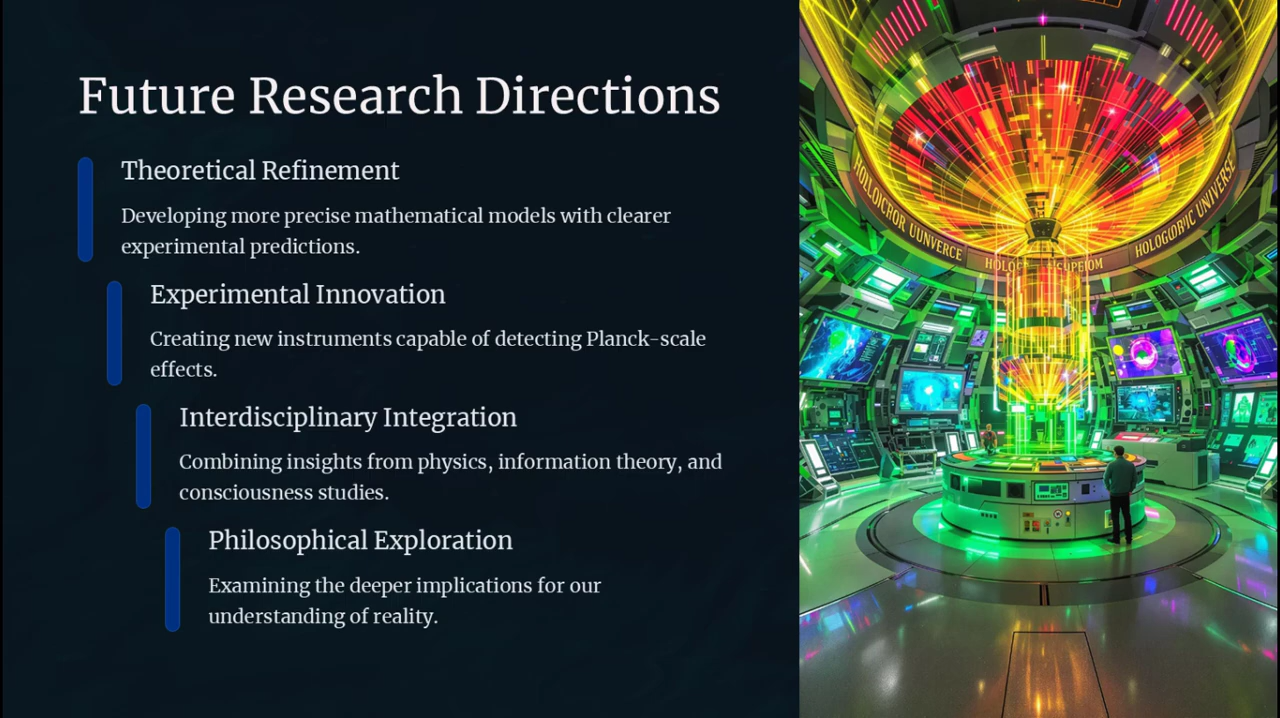 Future Research Directions
Theoretical Refinement
Developing more precise mathematical models with clearer
experimental predictions.
Experimental Innovation
Creating new instruments capable of detecting Planck-scale
effects.
Interdisciplinary Integration
Combining insights from physics, information theory, and
consciousness studies.
Philosophical Exploration
Examining the deeper implications for our
understanding of reality.
UNIVERSE